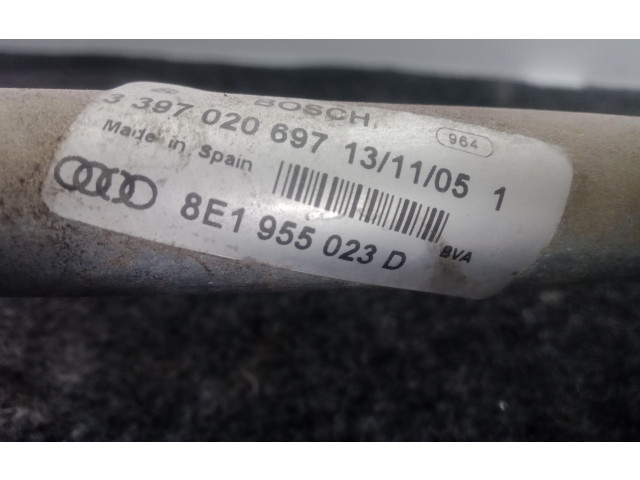 BOSCH
3 397 020 697 13/11/05 1
964
Made in Spain
8E1 955 023 D BVA